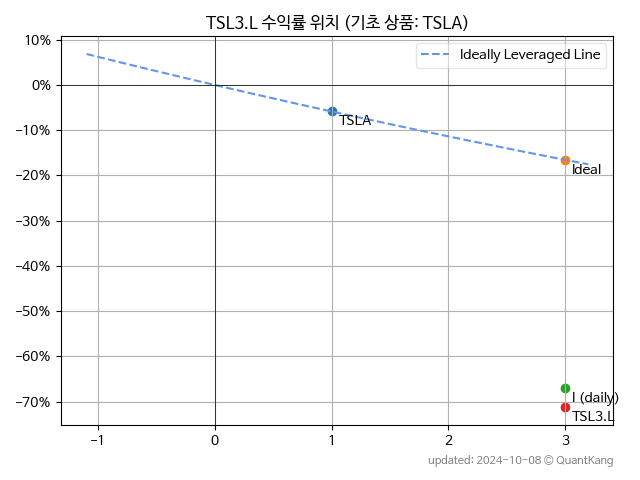 TSL3.L 수익률 위치 (기초 상품: TSLA)
10%
0%
−10%
−20%
−30%
−40%
−50%
−60%
−70%
Ideally Leveraged Line
TSLA
Ideal
I (daily)
TSL3.L
−1
0
1
2
3
updated: 2024-10-08 © QuantKang